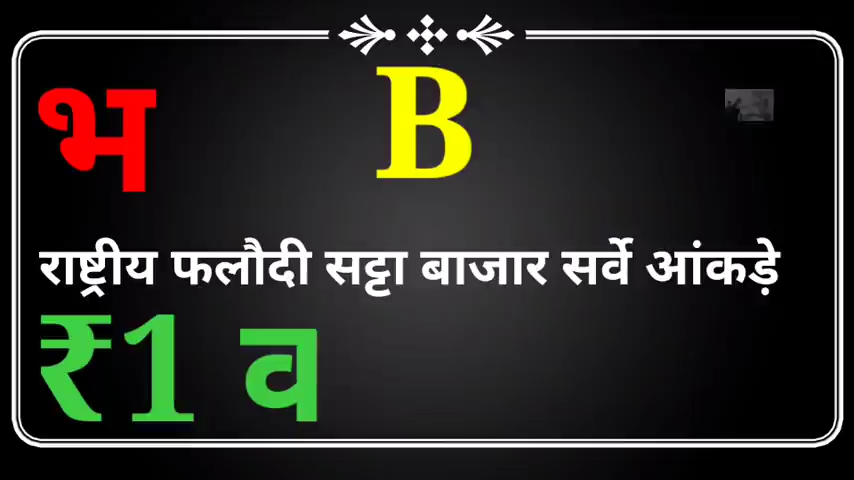 भ B
राष्ट्रीय फलौदी सट्टा बाजार सर्वे आंकड़े
₹1 व